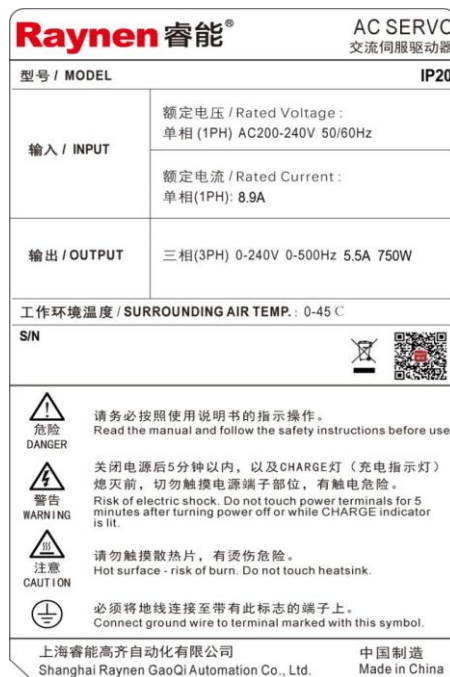 Raynen 睿能®
AC SERVO
交流伺服驱动器
型号 / MODEL
IP20
输入 / INPUT
额定电压 / Rated Voltage :
单相 (1PH) AC200-240V 50/60Hz
额定电流 / Rated Current :
单相(1PH): 8.9A
输出 / OUTPUT
三相(3PH) 0-240V 0-500Hz 5.5A 750W
工作环境温度 / SURROUNDING AIR TEMP. : 0-45℃
S/N
危险
DANGER
请务必按照使用说明书的指示操作。
Read the manual and follow the safety instructions before use
警告
WARNING
关闭电源后5分钟以内，以及CHARGE灯（充电指示灯）
熄灭前，切勿触摸电源端子部位，有触电危险。
Risk of electric shock. Do not touch power terminals for 5
minutes after turning power off or while CHARGE indicator
is lit.
注意
CAUTION
请勿触摸散热片，有烫伤危险。
Hot surface - risk of burn. Do not touch heatsink.
必须将地线连接至带有此标志的端子上。
Connect ground wire to terminal marked with this symbol.
上海睿能高齐自动化有限公司
Shanghai Raynen GaoQi Automation Co., Ltd.
中国制造
Made in China